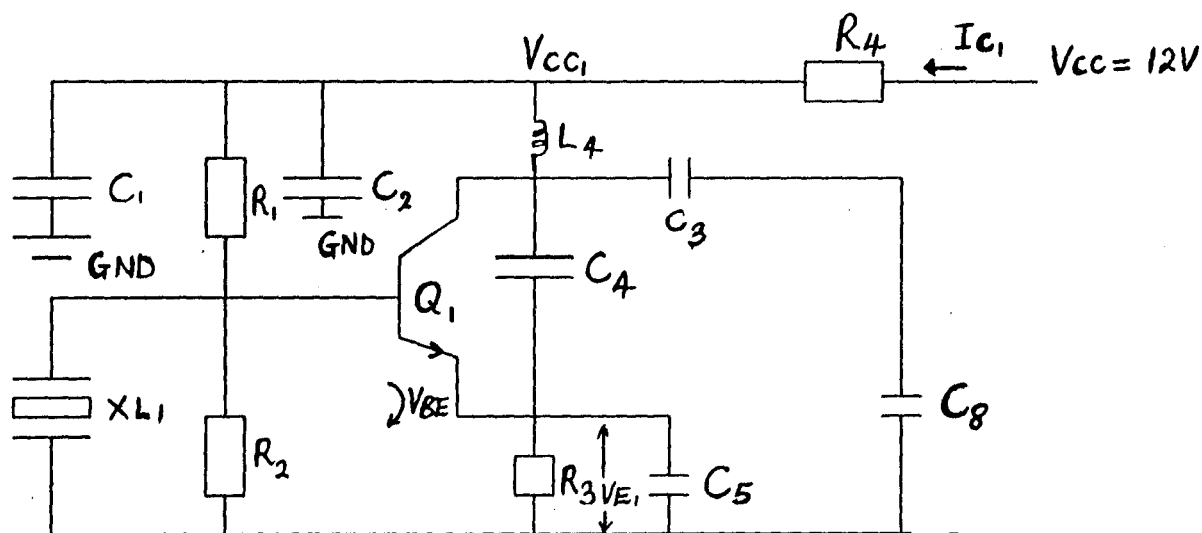 R4
IC1
VCC = 12V
VCC1
L4
C1
R1
C2
GND
GND
C3
C4
Q1
XL1
VBE
C8
R2
R3
VE1
C5